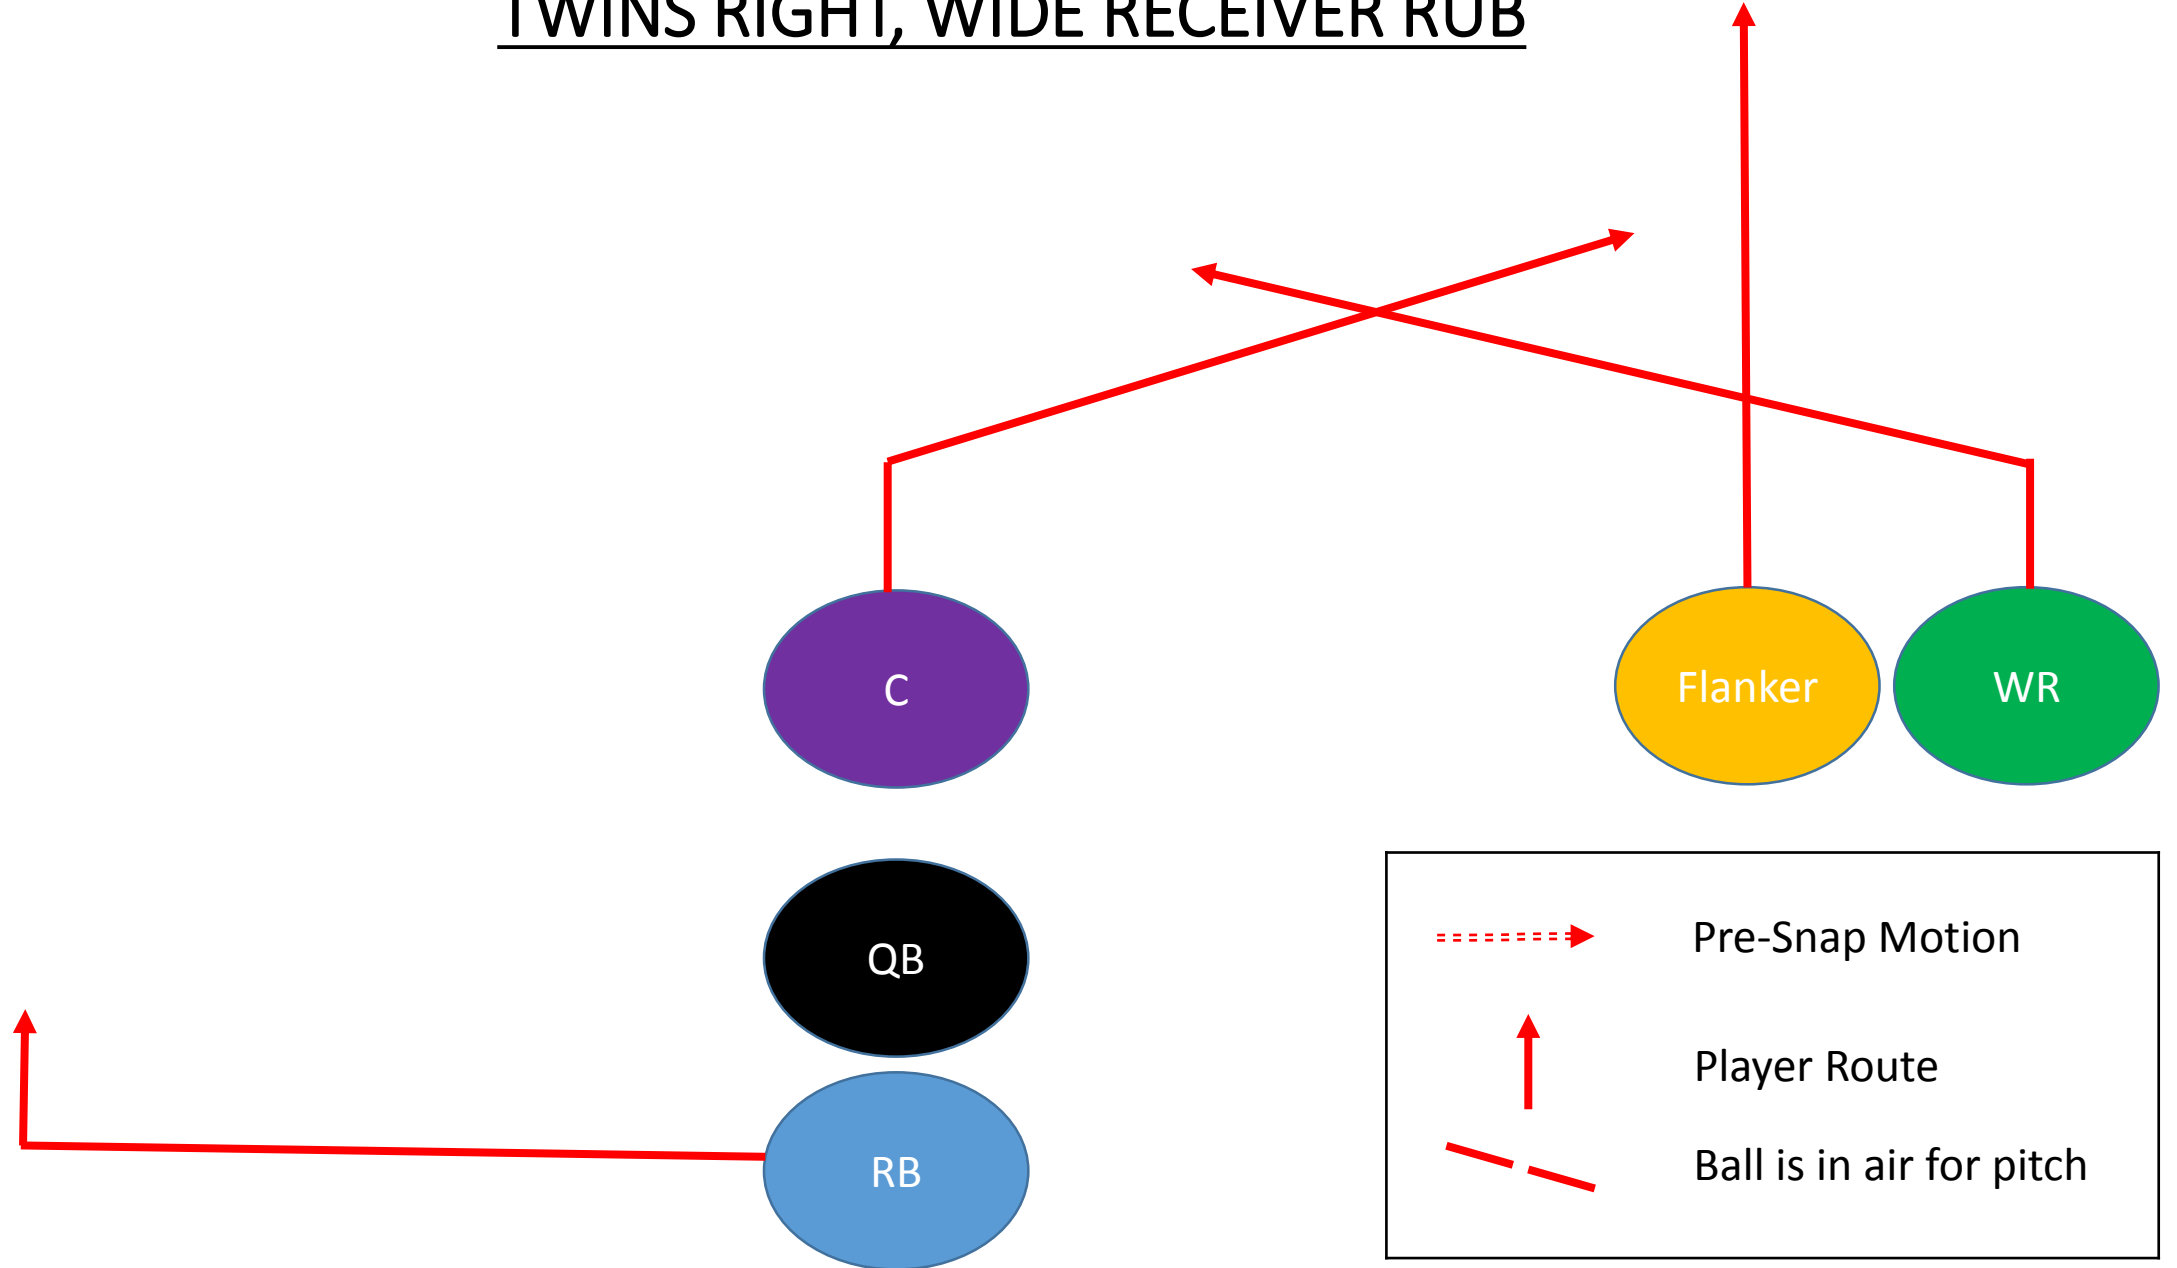 TWINS RIGHT, WIDE RECEIVER RUB
C
Flanker
WR
QB
RB
Pre-Snap Motion
Player Route
Ball is in air for pitch